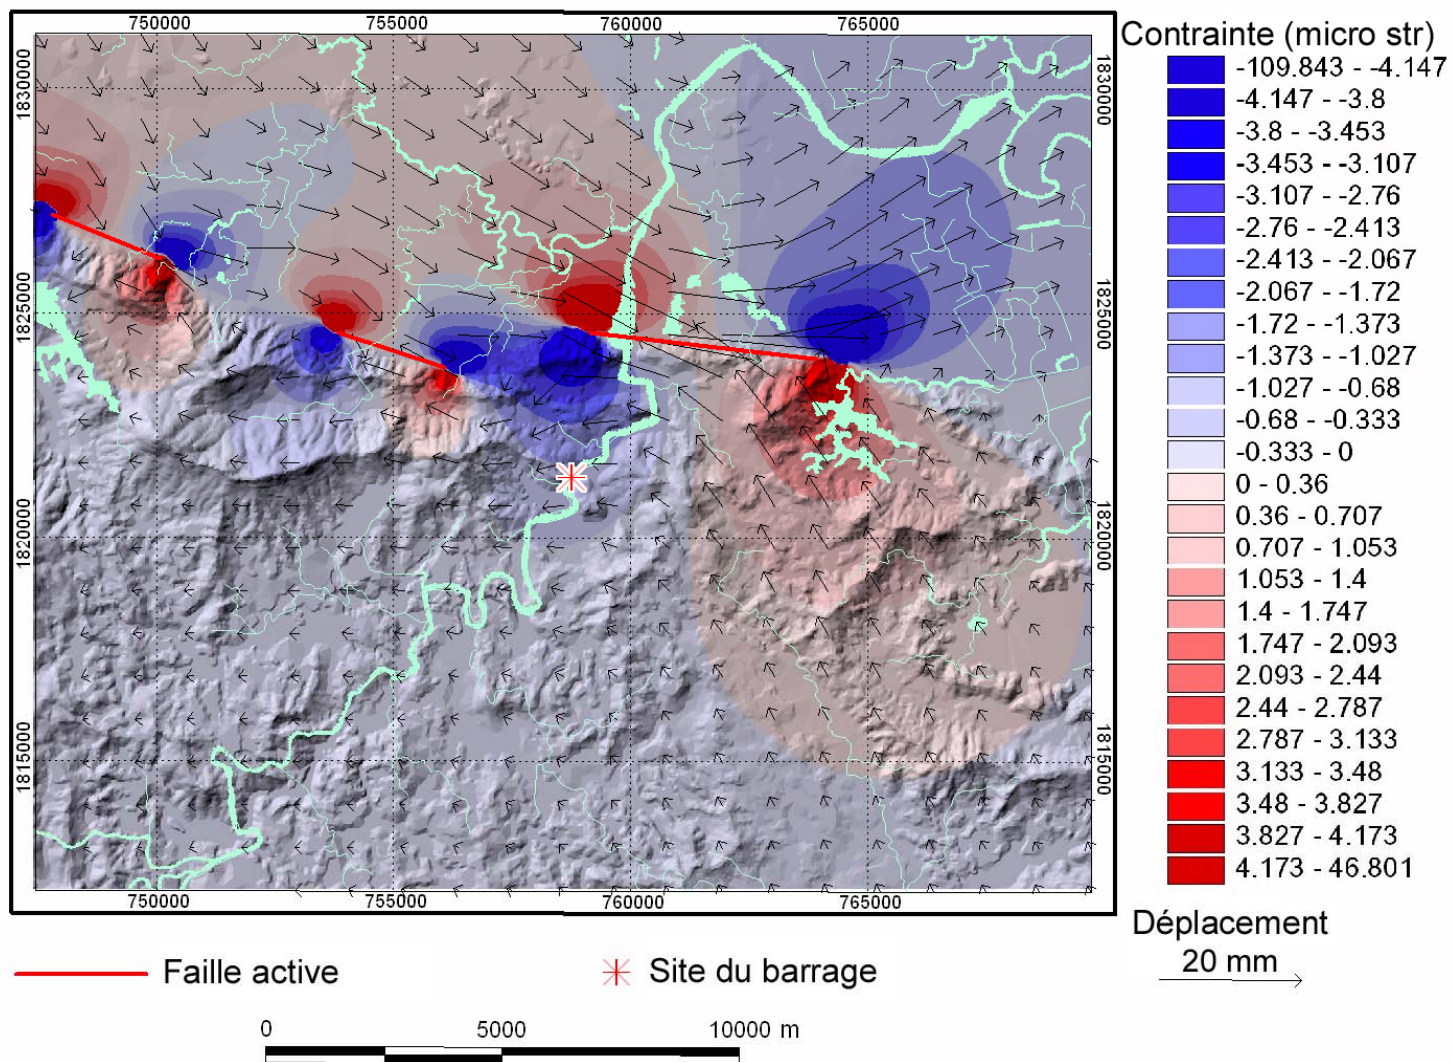 750000 755000 760000 765000
1830000
1825000
1820000
1815000
1830000
1825000
1820000
1815000
750000 755000 760000 765000
Contrainte (micro str)
-109.843 - -4.147
-4.147 - -3.8
-3.8 - -3.453
-3.453 - -3.107
-3.107 - -2.76
-2.76 - -2.413
-2.413 - -2.067
-2.067 - -1.72
-1.72 - -1.373
-1.373 - -1.027
-1.027 - -0.68
-0.68 - -0.333
-0.333 - 0
0 - 0.36
0.36 - 0.707
0.707 - 1.053
1.053 - 1.4
1.4 - 1.747
1.747 - 2.093
2.093 - 2.44
2.44 - 2.787
2.787 - 3.133
3.133 - 3.48
3.48 - 3.827
3.827 - 4.173
4.173 - 46.801
Déplacement
20 mm
Faille active
Site du barrage
0 5000 10000 m